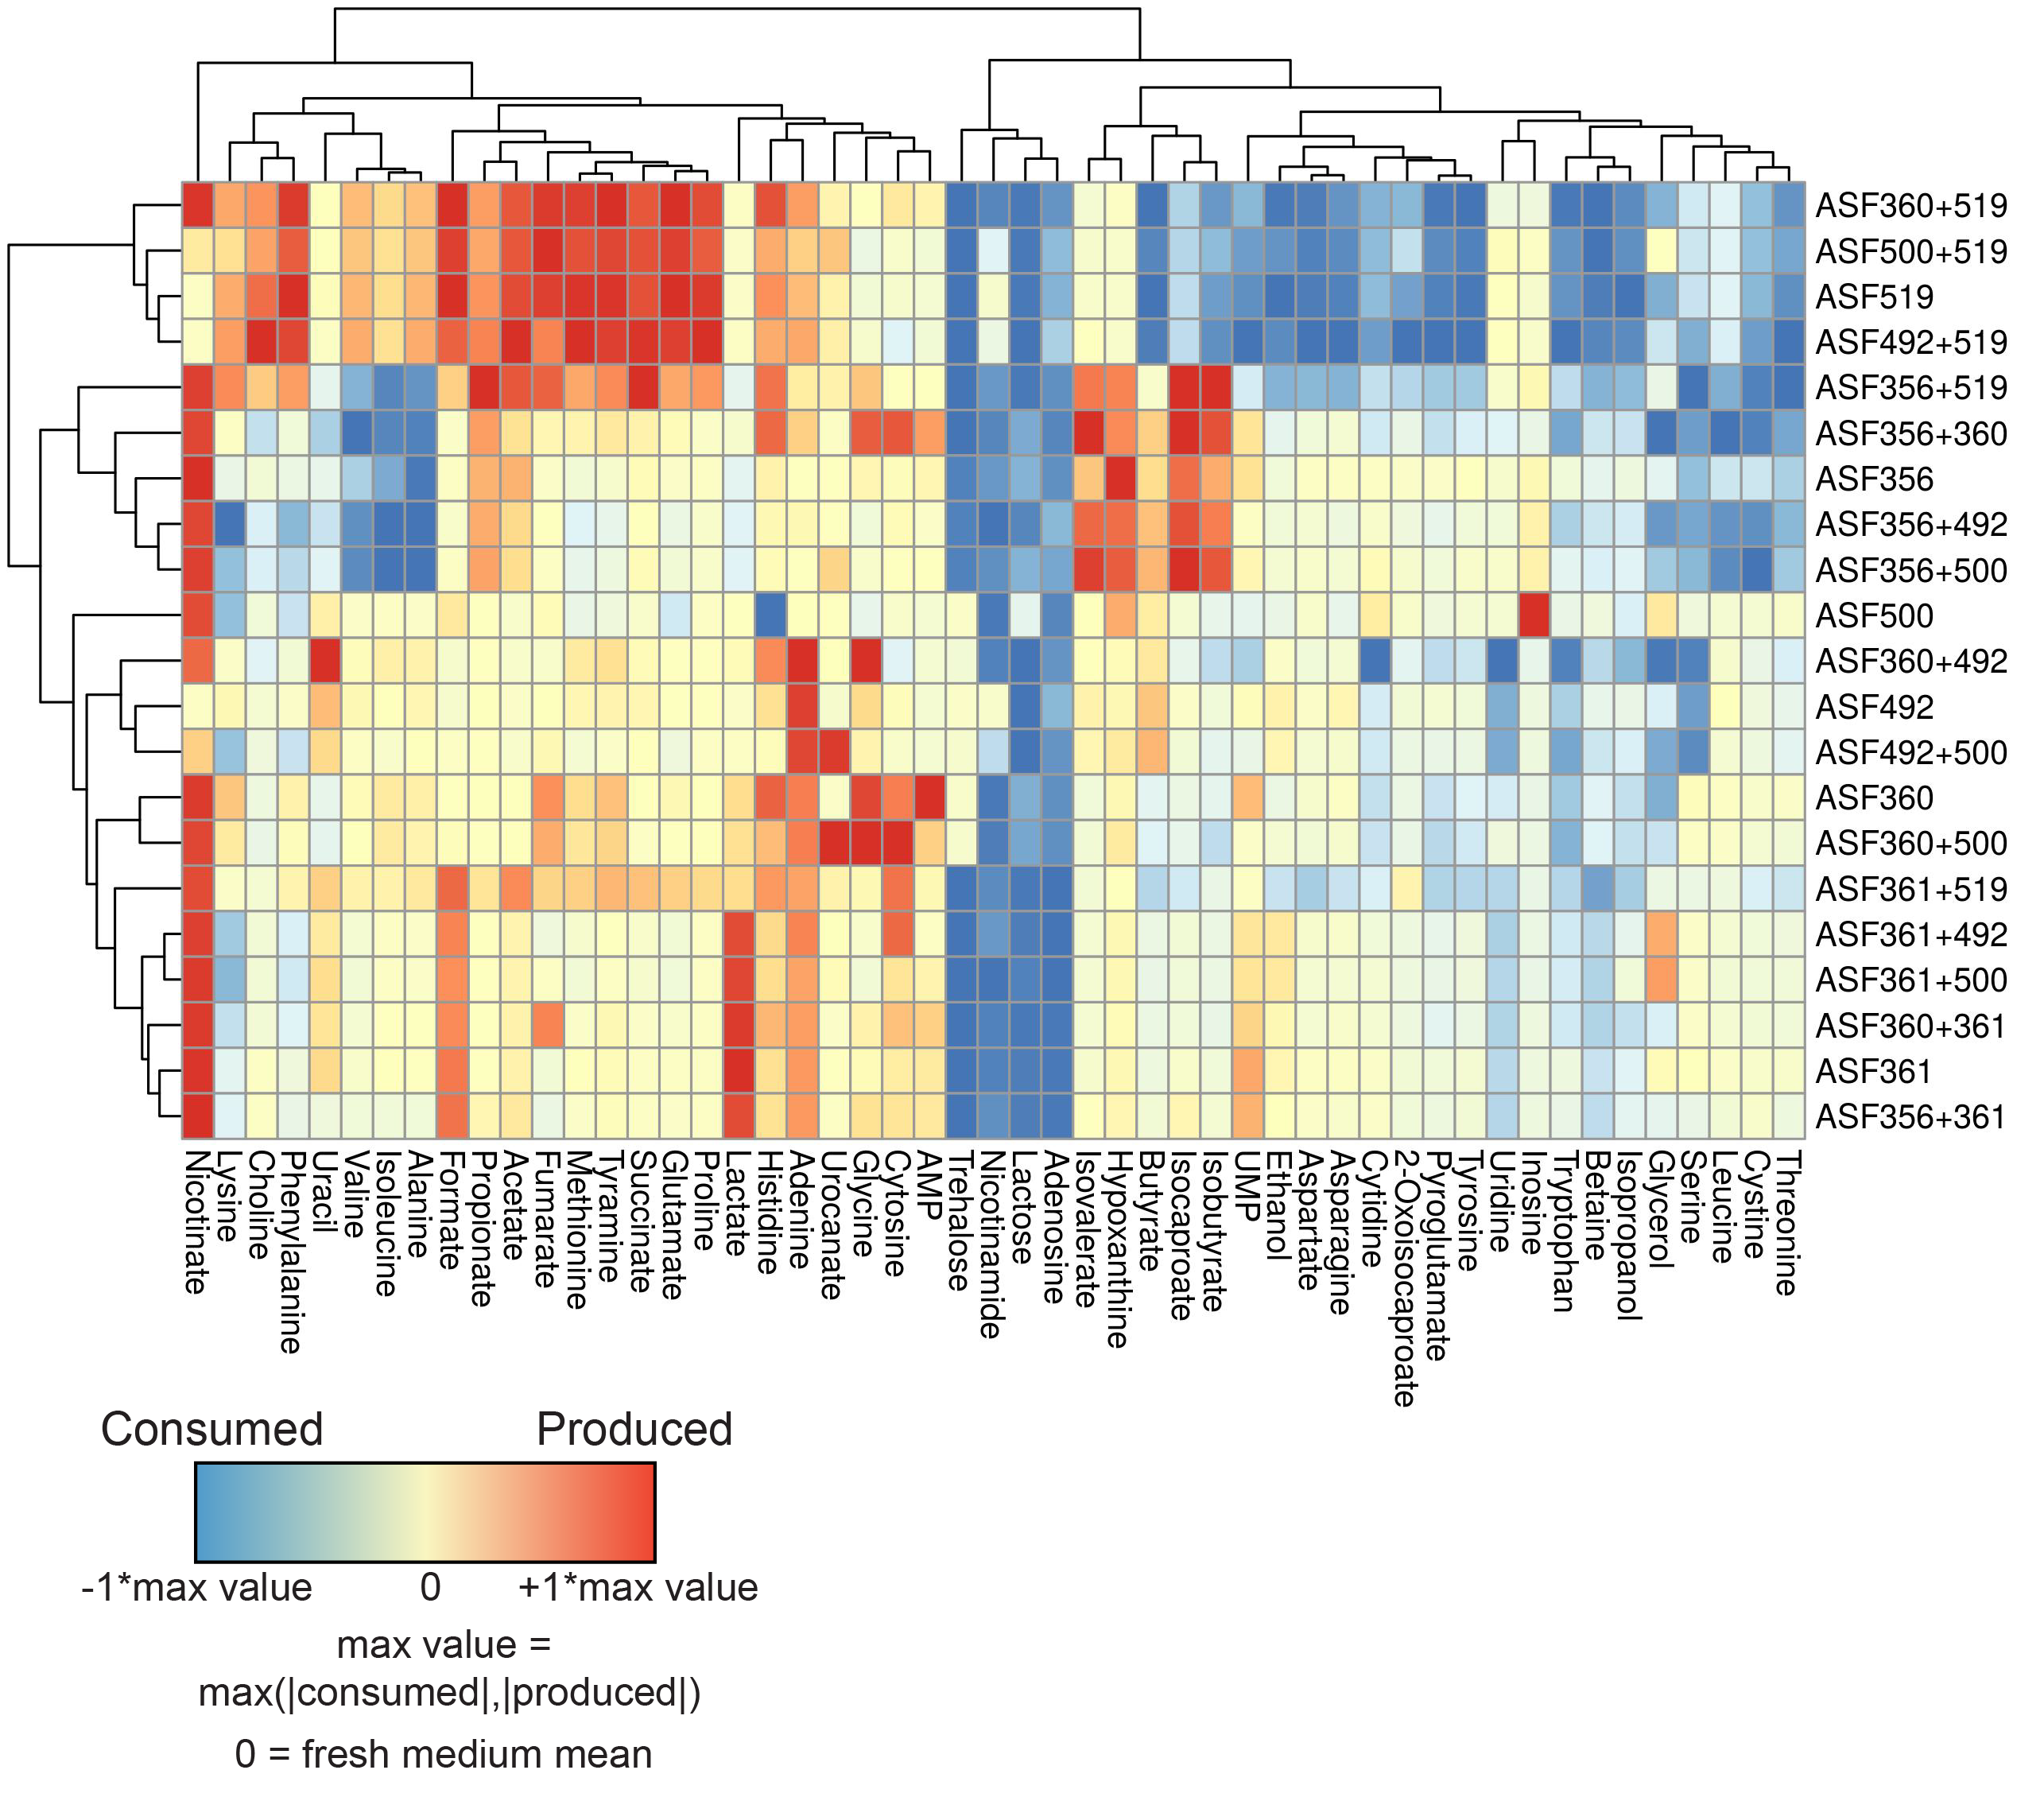 ASF360+519
ASF500+519
ASF519
ASF492+519
ASF356+519
ASF356+360
ASF356
ASF356+492
ASF356+500
ASF500
ASF360+492
ASF492
ASF492+500
ASF360
ASF360+500
ASF361+519
ASF361+492
ASF361+500
ASF360+361
ASF361
ASF356+361
Nicotinate
Lysine
Choline
Phenylalanine
Uracil
Valine
Isoleucine
Alanine
Formate
Propionate
Acetate
Fumarate
Methionine
Tyramine
Succinate
Glutamate
Proline
Lactate
Histidine
Adenine
Urocanate
Glycine
Cytosine
AMP
Trehalose
Nicotinamide
Lactose
Adenosine
Isovalerate
Hypoxanthine
Butyrate
Isocaproate
Isobutyrate
UMP
Ethanol
Aspartate
Asparagine
Cytidine
2-Oxoisocaproate
Pyroglutamate
Tyrosine
Uridine
Inosine
Tryptophan
Betaine
Isopropanol
Glycerol
Serine
Leucine
Cystine
Threonine
Consumed Produced
-1*max value 0 +1*max value
max value =
max(|consumed|,|produced|)
0 = fresh medium mean